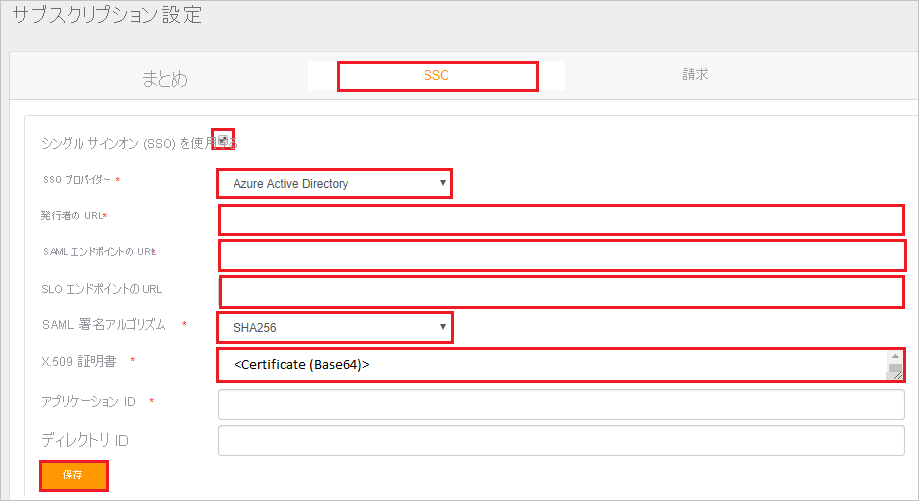 サブスクリプション設定
まとめ
SSO
請求
シングル サインオン (SSO) を使用する
SSO プロバイダー *
Azure Active Directory
発行者の URL*
SAML エンドポイントの URL*
SLO エンドポイントの URL
SAML 署名アルゴリズム *
SHA256
X.509 証明書 *
<Certificate (Base64)>
アプリケーション ID *
ディレクトリ ID
保存